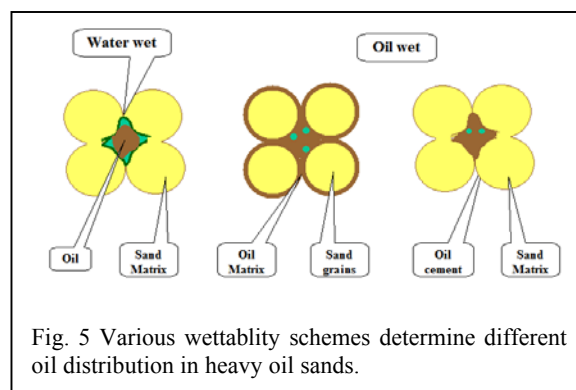 Water wet
Oil wet
Oil
Sand
Matrix
Oil
Matrix
Sand
grains
Oil
cement
Sand
Matrix
Fig. 5 Various wettablity schemes determine different
oil distribution in heavy oil sands.